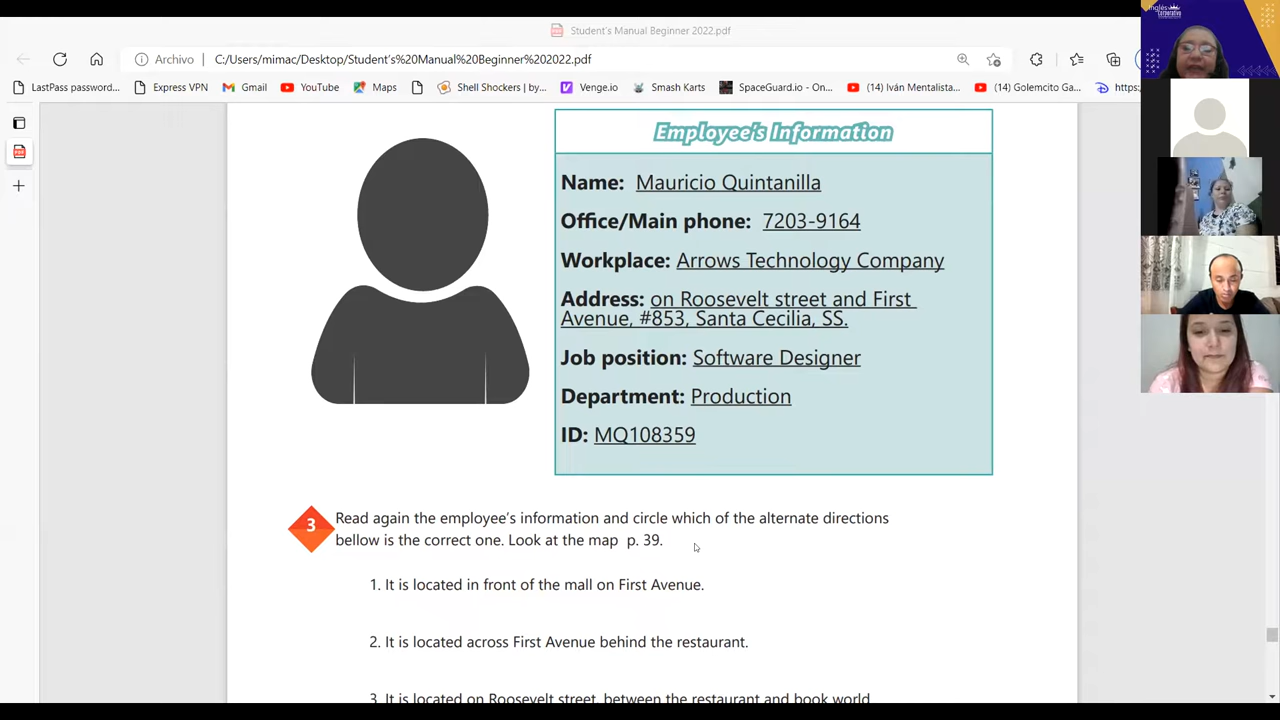 Student's Manual Beginner 2022.pdf
Archivo
C:/Users/mimac/Desktop/Student's%20Manual%20Beginner%202022.pdf
LastPass password...
Express VPN
Gmail
YouTube
Maps
Shell Shockers | by...
Venge.io
Smash Karts
SpaceGuard.io - On...
(14) Iván Mentalista...
(14) Golemcito Ga...
https:
Inglés
Corporativo
Employee's Information
Name: Mauricio Quintanilla
Office/Main phone: 7203-9164
Workplace: Arrows Technology Company
Address: on Roosevelt street and First
Avenue, #853, Santa Cecilia, SS.
Job position: Software Designer
Department: Production
ID: MQ108359
3
Read again the employee's information and circle which of the alternate directions
bellow is the correct one. Look at the map p. 39.
1. It is located in front of the mall on First Avenue.
2. It is located across First Avenue behind the restaurant.
3. It is located on Roosevelt street, between the restaurant and book world